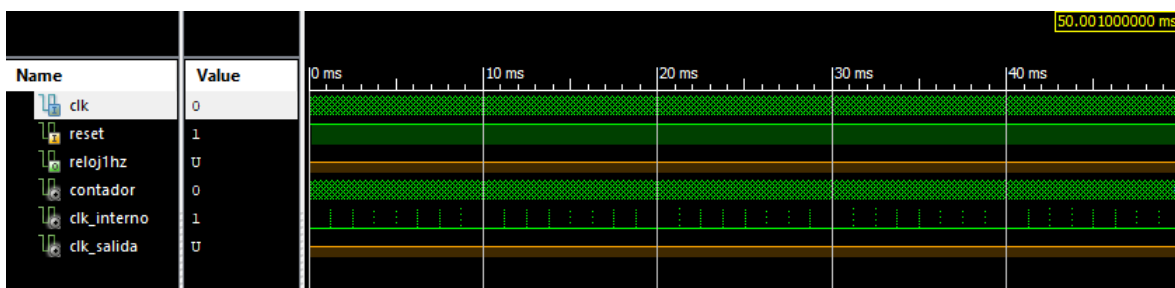 50.001000000 ms
Name Value 0 ms 10 ms 20 ms 30 ms 40 ms
clk 0
reset 1
reloj1hz U
contador 0
clk_interno 1
clk_salida U